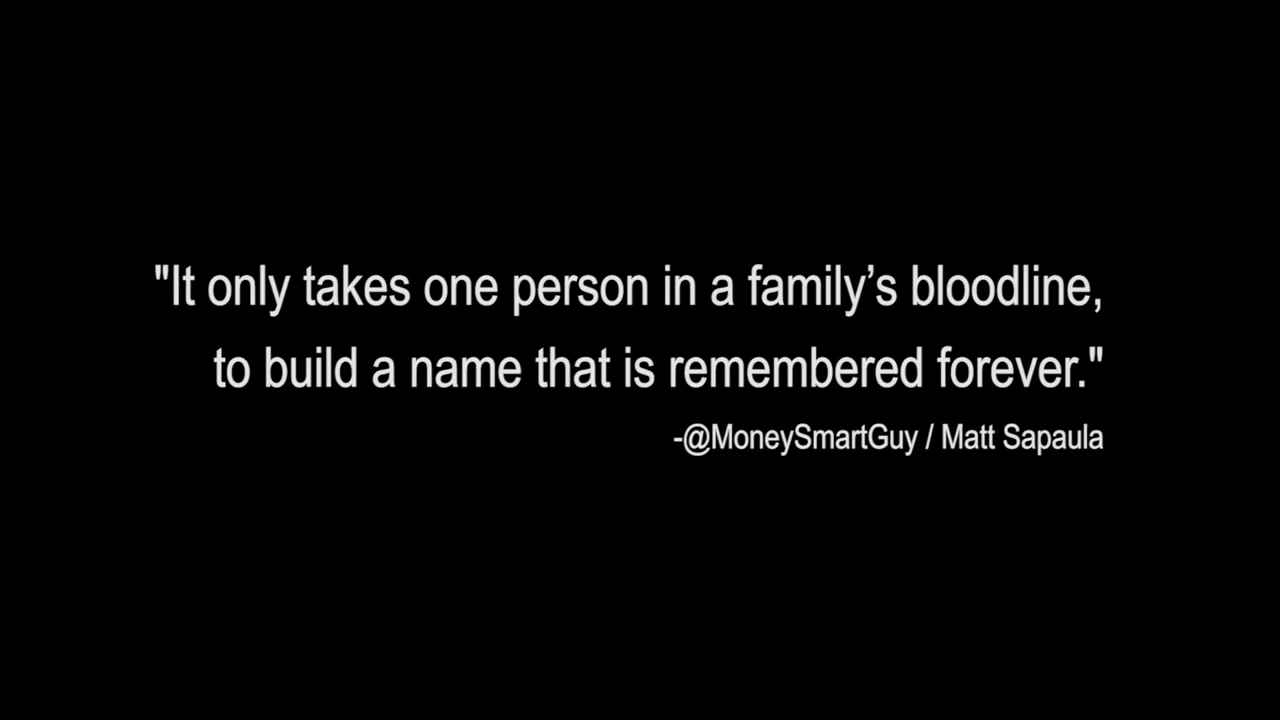 "It only takes one person in a family’s bloodline,
to build a name that is remembered forever."
-@MoneySmartGuy / Matt Sapaula